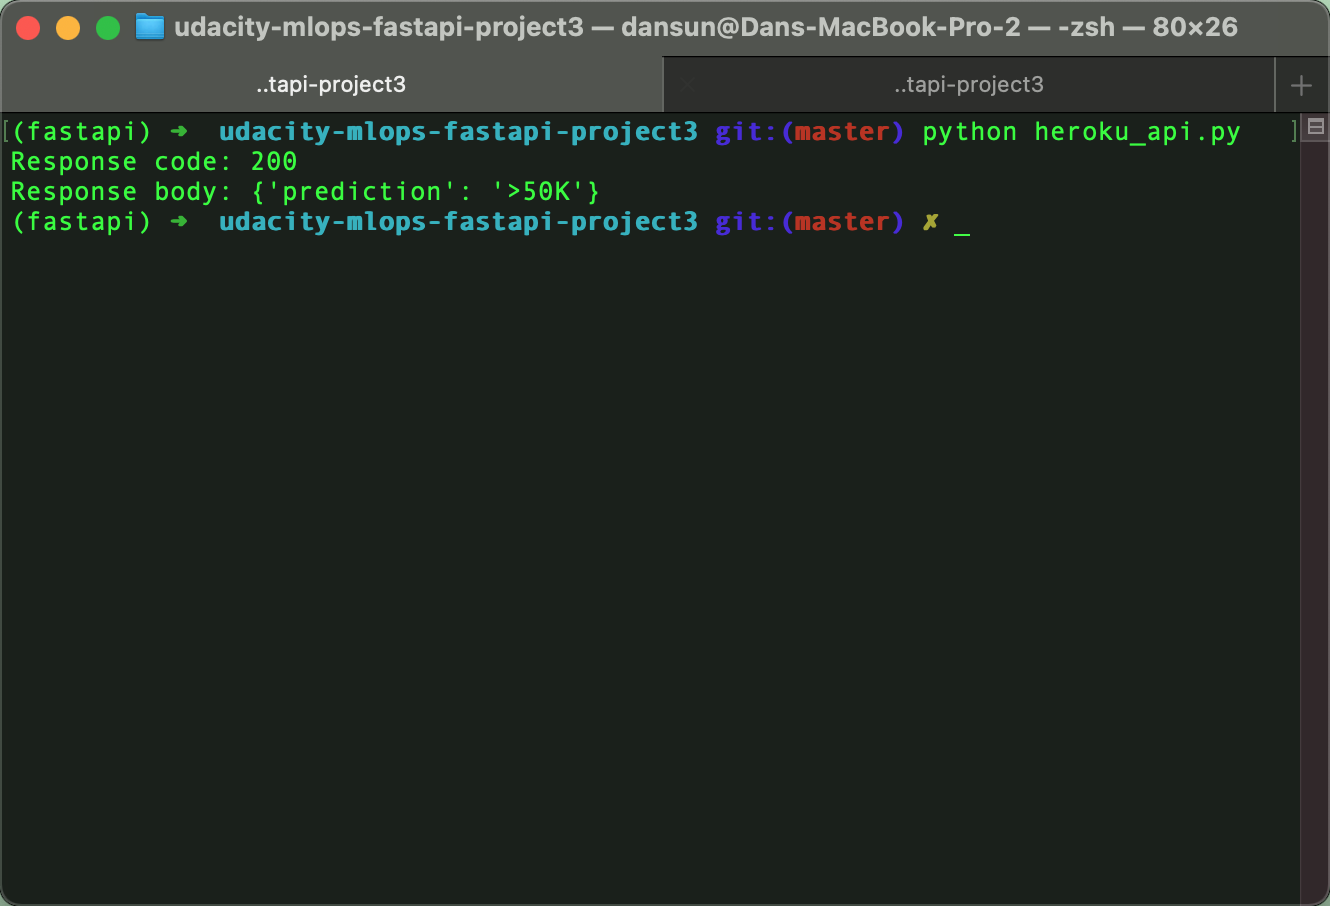 udacity-mlops-fastapi-project3 — dansun@Dans-MacBook-Pro-2 — -zsh — 80×26
..tapi-project3
..tapi-project3
[(fastapi) ➜  udacity-mlops-fastapi-project3 git:(master) python heroku_api.py ]
Response code: 200
Response body: {'prediction': '>50K'}
(fastapi) ➜  udacity-mlops-fastapi-project3 git:(master) ✗ _